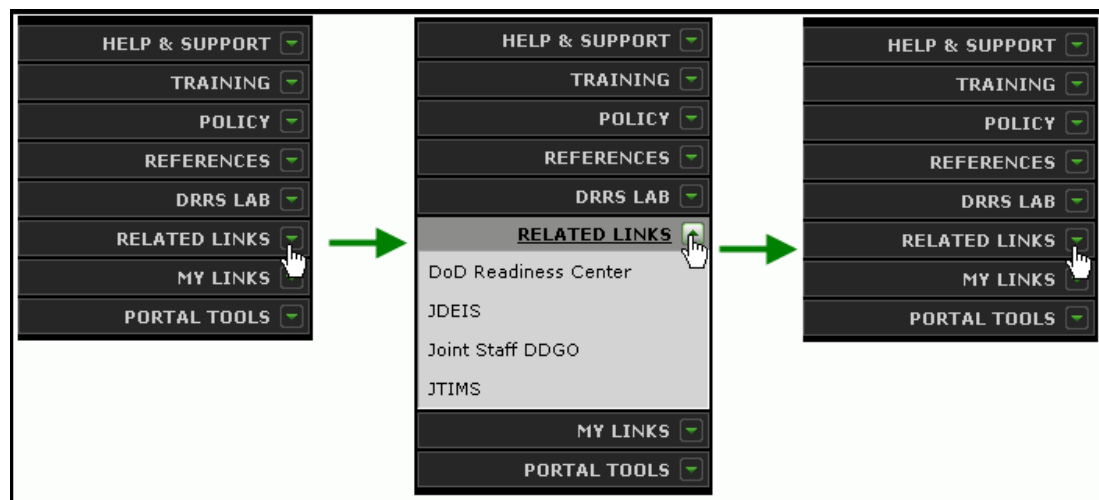 HELP & SUPPORT
TRAINING
POLICY
REFERENCES
DRRS LAB
RELATED LINKS
MY LINKS
PORTAL TOOLS
HELP & SUPPORT
TRAINING
POLICY
REFERENCES
DRRS LAB
RELATED LINKS
DoD Readiness Center
JDEIS
Joint Staff DDGO
JTIMS
MY LINKS
PORTAL TOOLS
HELP & SUPPORT
TRAINING
POLICY
REFERENCES
DRRS LAB
RELATED LINKS
MY LINKS
PORTAL TOOLS